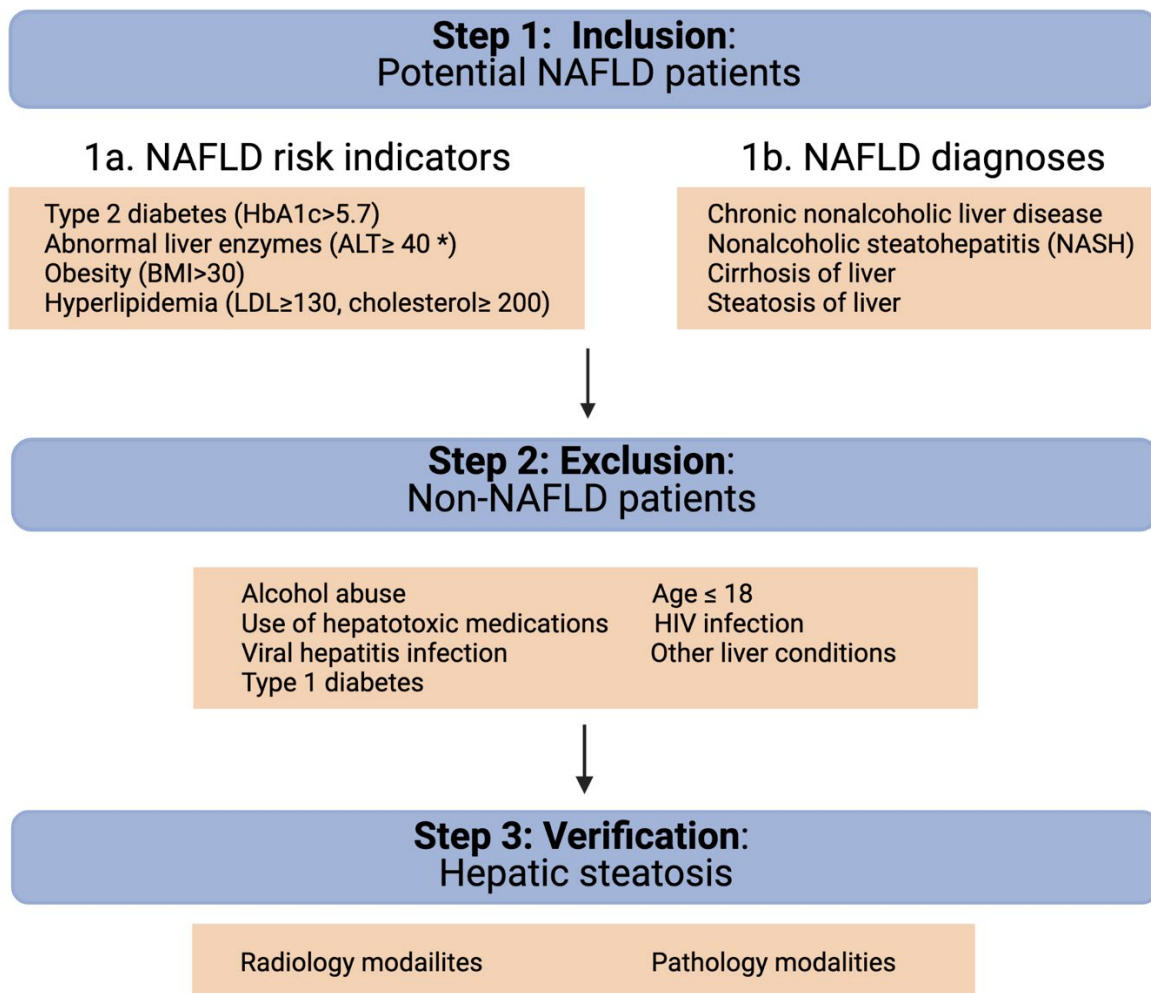 Step 1: Inclusion:
Potential NAFLD patients
1a. NAFLD risk indicators
Type 2 diabetes (HbA1c>5.7)
Abnormal liver enzymes (ALT≥ 40 *)
Obesity (BMI>30)
Hyperlipidemia (LDL≥130, cholesterol≥ 200)
1b. NAFLD diagnoses
Chronic nonalcoholic liver disease
Nonalcoholic steatohepatitis (NASH)
Cirrhosis of liver
Steatosis of liver
Step 2: Exclusion:
Non-NAFLD patients
Alcohol abuse
Use of hepatotoxic medications
Viral hepatitis infection
Type 1 diabetes
Age ≤ 18
HIV infection
Other liver conditions
Step 3: Verification:
Hepatic steatosis
Radiology modailites
Pathology modalities